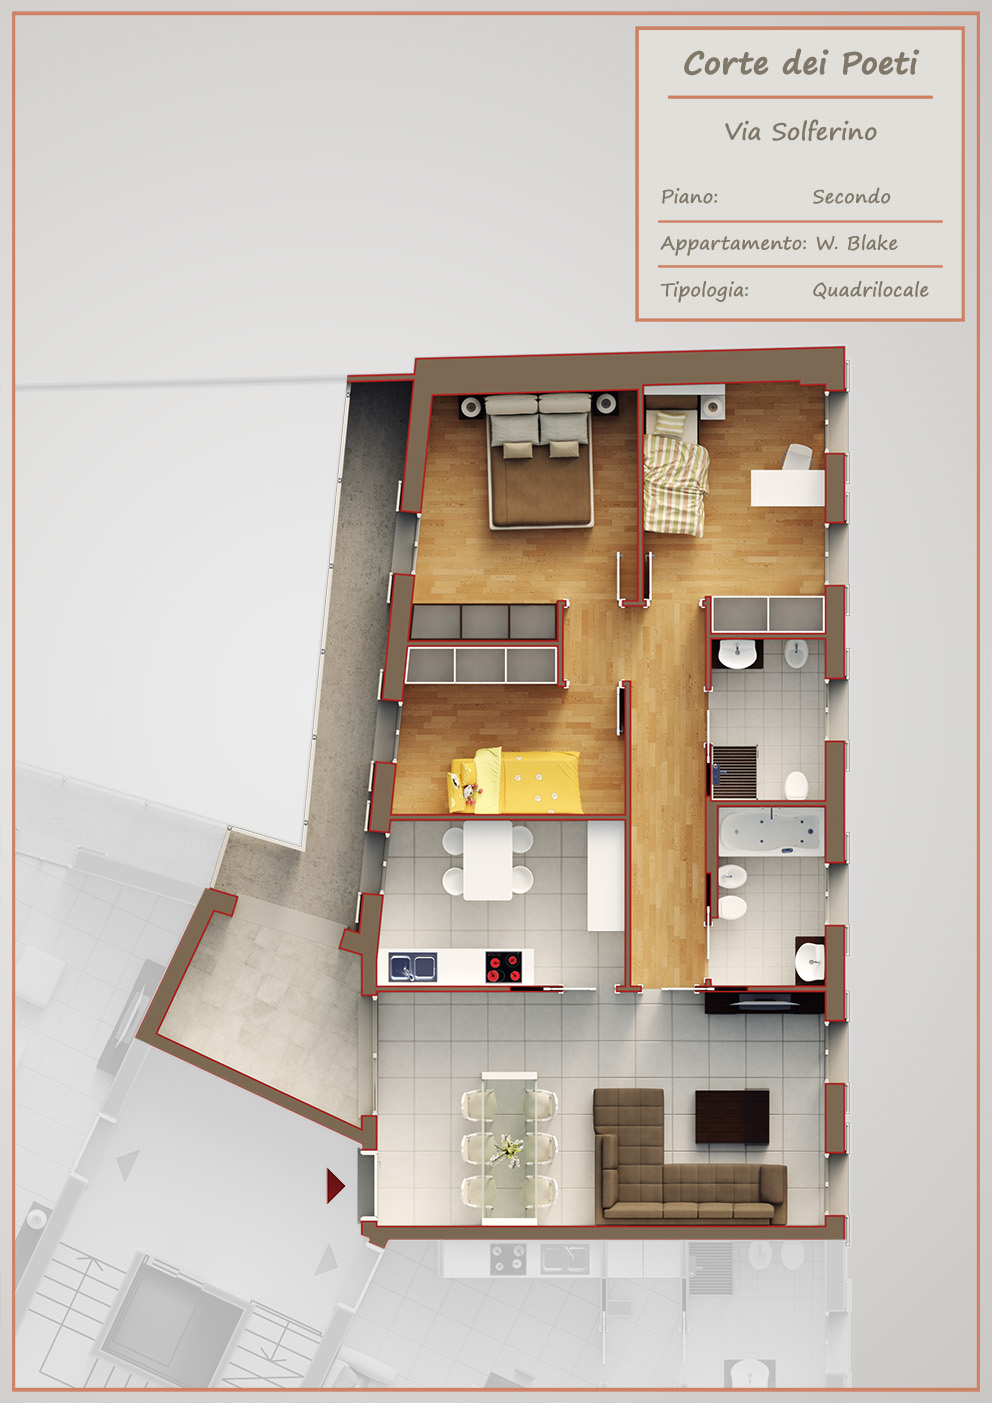 Corte dei Poeti
Via Solferino
Piano: Secondo
Appartamento: W. Blake
Tipologia: Quadrilocale